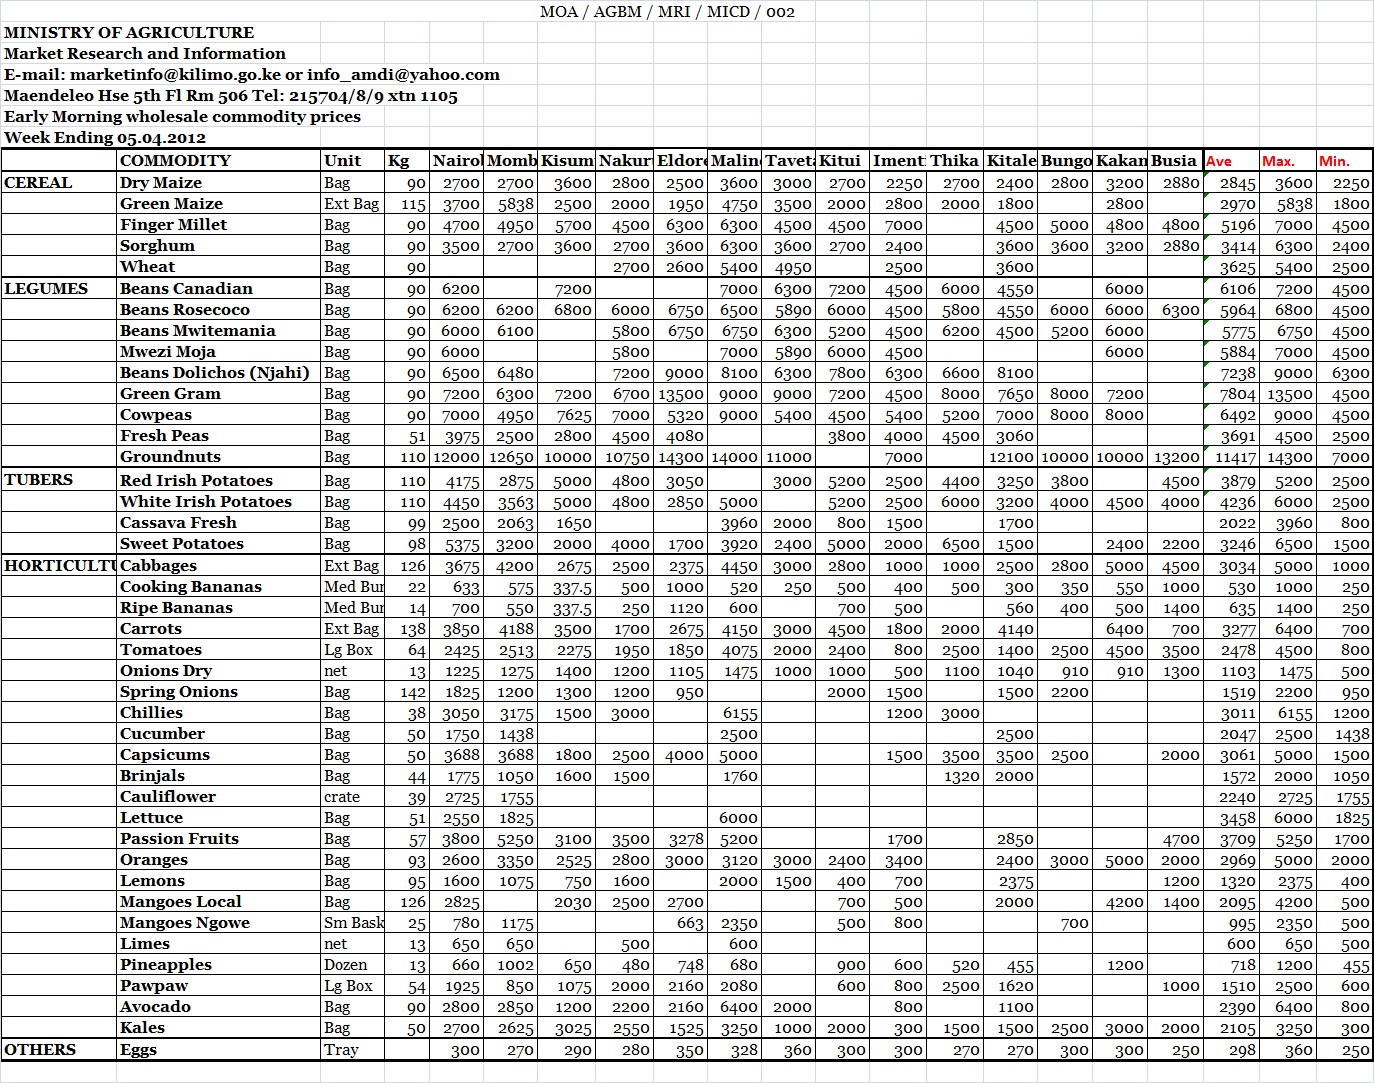 MOA / AGBM / MRI / MICD / 002
MINISTRY OF AGRICULTURE
Market Research and Information
E-mail: marketinfo@kilimo.go.ke or info_amdi@yahoo.com
Maendeleo Hse 5th Fl Rm 506 Tel: 215704/8/9 xtn 1105
Early Morning wholesale commodity prices
Week Ending 05.04.2012
COMMODITY Unit Kg Nairol Momb Kisum Nakur Eldore Malin Taveta Kitui Imenti Thika Kitale Bungo Kakan Busia Ave Max. Min.
CEREAL Dry Maize Bag 90 2700 2700 3600 2800 2500 3600 3000 2700 2250 2700 2400 2800 3200 2880 2845 3600 2250
Green Maize Ext Bag 115 3700 5838 2500 2000 1950 4750 3500 2000 2800 2000 1800 2800 2970 5838 1800
Finger Millet Bag 90 4700 4950 5700 4500 6300 6300 4500 4500 7000 4500 5000 4800 4800 5196 7000 4500
Sorghum Bag 90 3500 2700 3600 2700 3600 6300 3600 2700 2400 3600 3600 3200 2880 3414 6300 2400
Wheat Bag 90 2700 2600 5400 4950 2500 3600 3625 5400 2500
LEGUMES Beans Canadian Bag 90 6200 7200 7000 6300 7200 4500 6000 4550 6000 6106 7200 4500
Beans Rosecoco Bag 90 6200 6200 6800 6000 6750 6500 5890 6000 4500 5800 4550 6000 6000 6300 5964 6800 4500
Beans Mwitemania Bag 90 6000 6100 5800 6750 6750 6300 5200 4500 6200 4500 5200 6000 5775 6750 4500
Mwezi Moja Bag 90 6000 5800 7000 5890 6000 4500 6000 5884 7000 4500
Beans Dolichos (Njahi) Bag 90 6500 6480 7200 9000 8100 6300 7800 6300 6600 8100 7238 9000 6300
Green Gram Bag 90 7200 6300 7200 6700 13500 9000 9000 7200 4500 8000 7650 8000 7200 7804 13500 4500
Cowpeas Bag 90 7000 4950 7625 7000 5320 9000 5400 4500 5400 5200 7000 8000 8000 6492 9000 4500
Fresh Peas Bag 51 3975 2500 2800 4500 4080 3800 4000 4500 3060 3691 4500 2500
Groundnuts Bag 110 12000 12650 10000 10750 14300 14000 11000 7000 12100 10000 10000 13200 11417 14300 7000
TUBERS Red Irish Potatoes Bag 110 4175 2875 5000 4800 3050 3000 5200 2500 4400 3250 3800 4500 3879 5200 2500
White Irish Potatoes Bag 110 4450 3563 5000 4800 2850 5000 5200 2500 6000 3200 4000 4500 4000 4236 6000 2500
Cassava Fresh Bag 99 2500 2063 1650 3960 2000 800 1500 1700 2022 3960 800
Sweet Potatoes Bag 98 5375 3200 2000 4000 1700 3920 2400 5000 2000 6500 1500 2400 2200 3246 6500 1500
HORTICULTU Cabbages Ext Bag 126 3675 4200 2675 2500 2375 4450 3000 2800 1000 1000 2500 2800 5000 4500 3034 5000 1000
Cooking Bananas Med Bur 22 633 575 337.5 500 1000 520 250 500 400 500 300 350 550 1000 530 1000 250
Ripe Bananas Med Bur 14 700 550 337.5 250 1120 600 700 500 560 400 500 1400 635 1400 250
Carrots Ext Bag 138 3850 4188 3500 1700 2675 4150 3000 4500 1800 2000 4140 6400 700 3277 6400 700
Tomatoes Lg Box 64 2425 2513 2275 1950 1850 4075 2000 2400 800 2500 1400 2500 4500 3500 2478 4500 800
Onions Dry net 13 1225 1275 1400 1200 1105 1475 1000 1000 500 1100 1040 910 910 1300 1103 1475 500
Spring Onions Bag 142 1825 1200 1300 1200 950 2000 1500 1500 2200 1519 2200 950
Chillies Bag 38 3050 3175 1500 3000 6155 1200 3000 3011 6155 1200
Cucumber Bag 50 1750 1438 2500 2500 2047 2500 1438
Capsicums Bag 50 3688 3688 1800 2500 4000 5000 1500 3500 3500 2500 2000 3061 5000 1500
Brinjals Bag 44 1775 1050 1600 1500 1760 1320 2000 1572 2000 1050
Cauliflower crate 39 2725 1755 2240 2725 1755
Lettuce Bag 51 2550 1825 6000 3458 6000 1825
Passion Fruits Bag 57 3800 5250 3100 3500 3278 5200 1700 2850 4700 3709 5250 1700
Oranges Bag 93 2600 3350 2525 2800 3000 3120 3000 2400 3400 2400 3000 5000 2000 2969 5000 2000
Lemons Bag 95 1600 1075 750 1600 2000 1500 400 700 2375 1200 1320 2375 400
Mangoes Local Bag 126 2825 2030 2500 2700 700 500 2000 4200 1400 2095 4200 500
Mangoes Ngowe Sm Bask 25 780 1175 663 2350 500 800 700 995 2350 500
Limes net 13 650 650 500 600 600 650 500
Pineapples Dozen 13 660 1002 650 480 748 680 900 600 520 455 1200 718 1200 455
Pawpaw Lg Box 54 1925 850 1075 2000 2160 2080 600 800 2500 1620 1000 1510 2500 600
Avocado Bag 90 2800 2850 1200 2200 2160 6400 2000 800 1100 2390 6400 800
Kales Bag 50 2700 2625 3025 2550 1525 3250 1000 2000 300 1500 1500 2500 3000 2000 2105 3250 300
OTHERS Eggs Tray 300 270 290 280 350 328 360 300 300 270 270 300 300 250 298 360 250